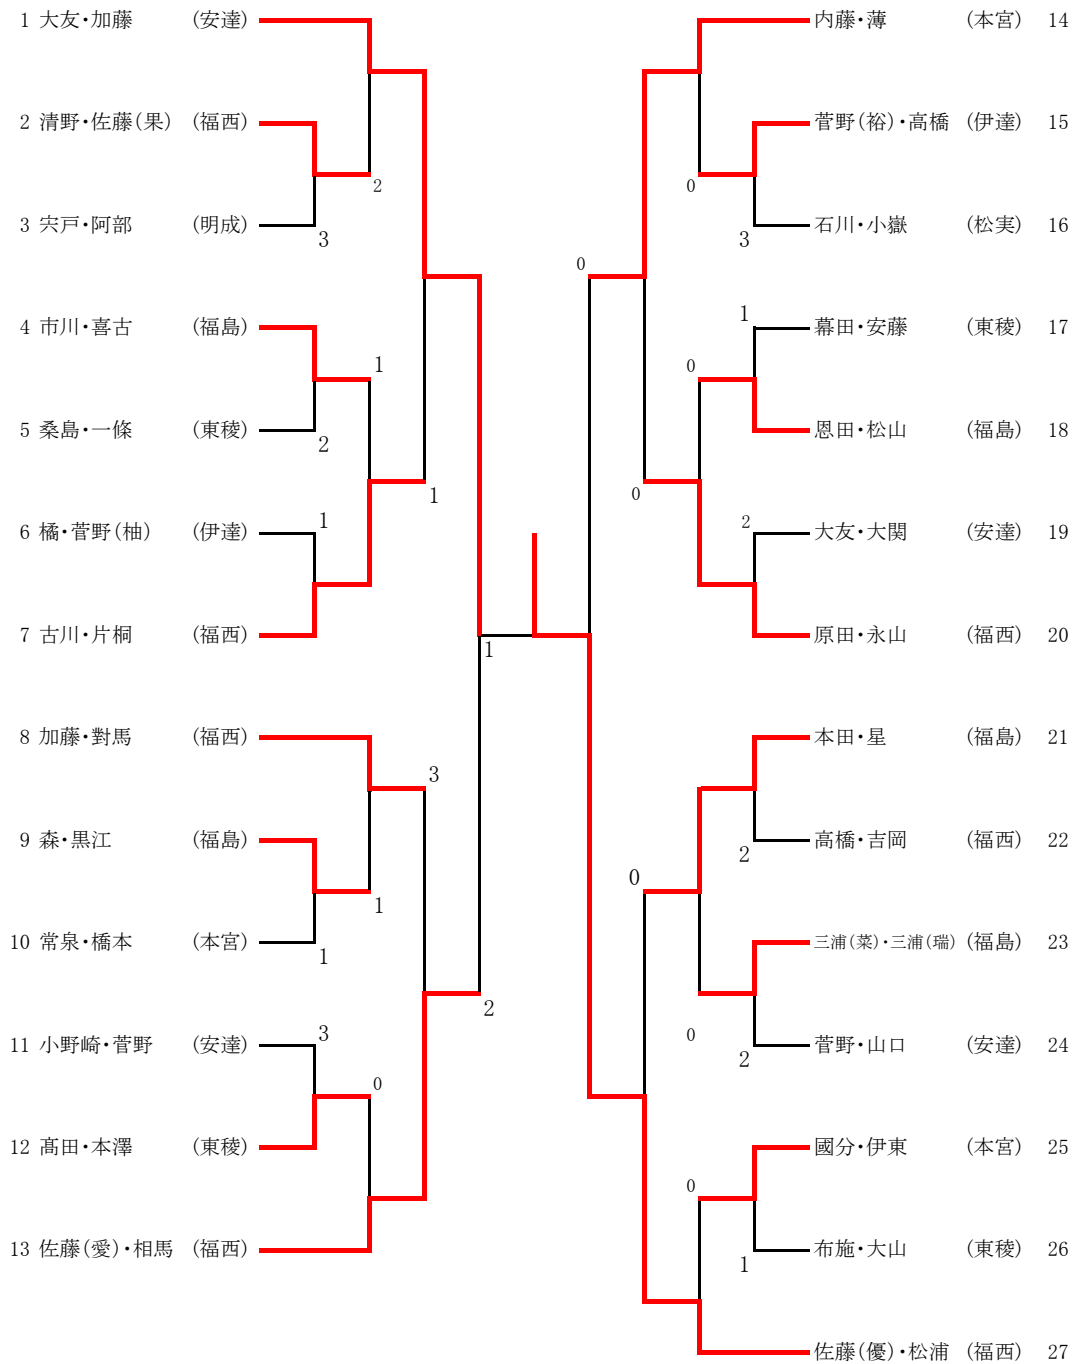 1 大友・加藤 (安達)
2 清野・佐藤(果) (福西)
2
3 宍戸・阿部 (明成)
3
4 市川・喜古 (福島)
1
5 桑島・一條 (東稜)
2
1
6 橘・菅野(柚) (伊達)
1
7 古川・片桐 (福西)
1
8 加藤・對馬 (福西)
3
9 森・黒江 (福島)
1
10 常泉・橋本 (本宮)
1
2
11 小野崎・菅野 (安達)
3
0
12 髙田・本澤 (東稜)
13 佐藤(愛)・相馬 (福西)
内藤・薄 (本宮) 14
菅野(裕)・高橋 (伊達) 15
0
石川・小嶽 (松実) 16
3
0
1
幕田・安藤 (東稜) 17
0
恩田・松山 (福島) 18
0
2
大友・大関 (安達) 19
原田・永山 (福西) 20
本田・星 (福島) 21
高橋・吉岡 (福西) 22
2
0
三浦(菜)・三浦(瑞) (福島) 23
0
菅野・山口 (安達) 24
2
國分・伊東 (本宮) 25
0
布施・大山 (東稜) 26
1
佐藤(優)・松浦 (福西) 27